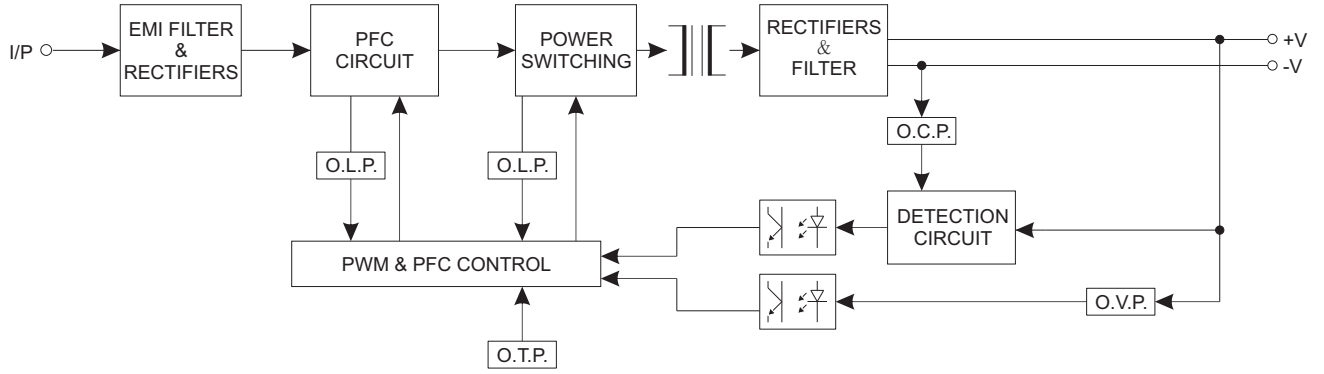 I/P
EMI FILTER
&
RECTIFIERS
PFC
CIRCUIT
POWER
SWITCHING
RECTIFIERS
&
FILTER
+V
-V
O.C.P.
O.L.P.
O.L.P.
DETECTION
CIRCUIT
PWM & PFC CONTROL
O.V.P.
O.T.P.